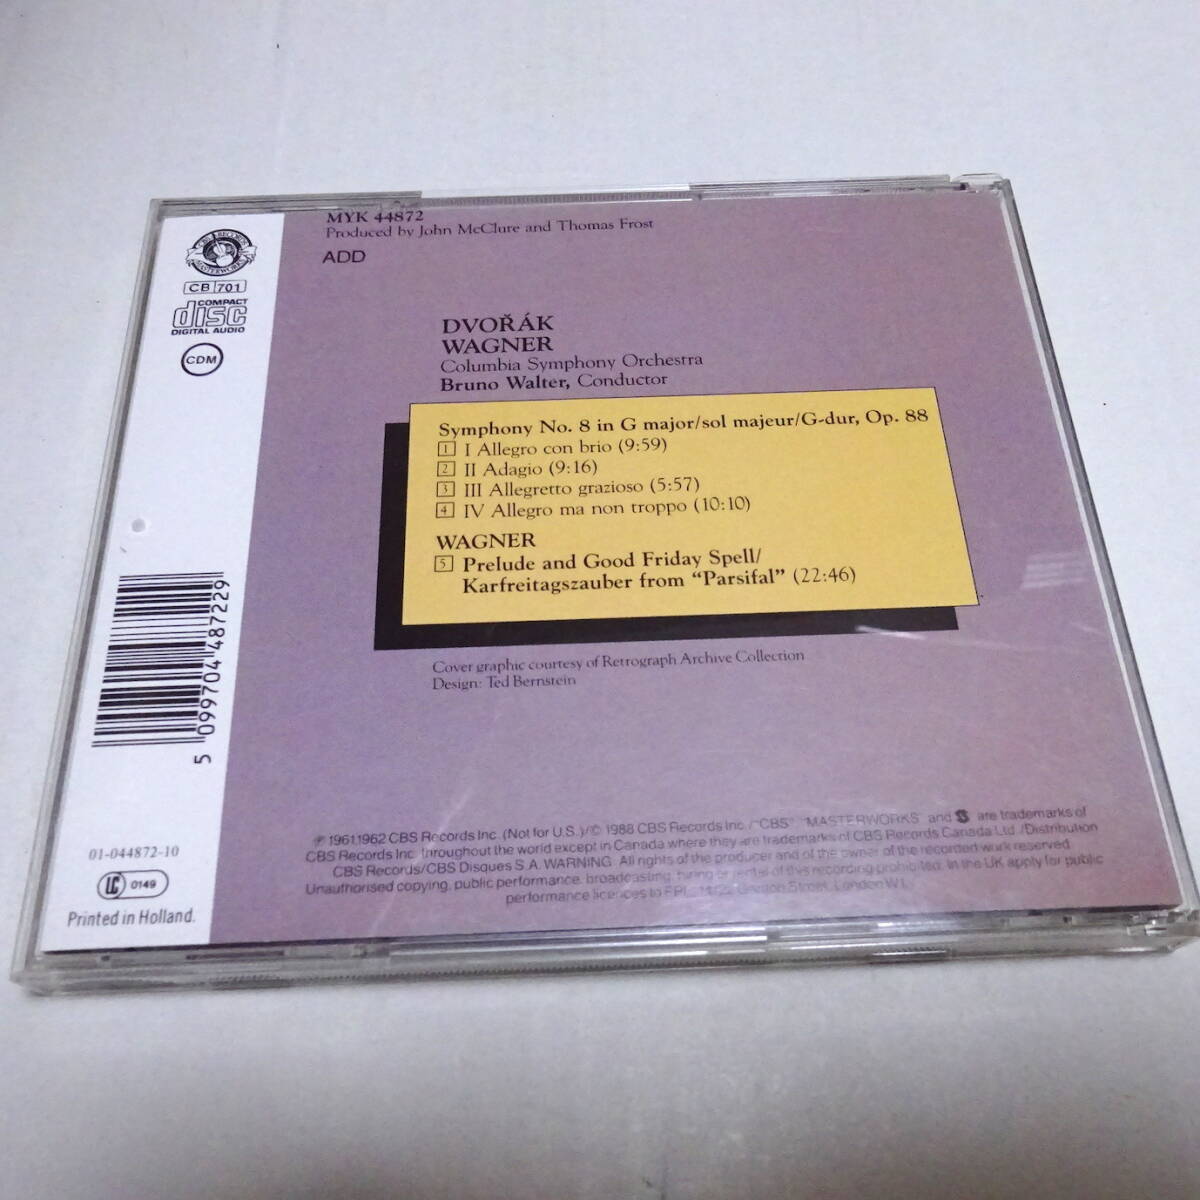 MYK 44872
Produced by John McClure and Thomas Frost
ADD
CBS RECORDS
MASTERWORKS
CB 701
COMPACT
disc
DIGITAL AUDIO
CDM
DVOŘÁK
WAGNER
Columbia Symphony Orchestra
Bruno Walter, Conductor
Symphony No. 8 in G major/sol majeur/G-dur, Op. 88
1 I Allegro con brio (9:59)
2 II Adagio (9:16)
3 III Allegretto grazioso (5:57)
4 IV Allegro ma non troppo (10:10)
WAGNER
5 Prelude and Good Friday Spell/
Karfreitagszauber from “Parsifal” (22:46)
Cover graphic courtesy of Retrograph Archive Collection
Design: Ted Bernstein
5 099704 487229
01-044872-10
LC 0149
Printed in Holland.
℗ 1961 1962 CBS Records Inc. (Not for U.S.)/© 1988 CBS Records Inc./"CBS" "MASTERWORKS" and are trademarks of
CBS Records Inc. throughout the world except in Canada where they are trademarks of CBS Records Canada Ltd./Distribution
CBS Records/CBS Disques S.A. WARNING: All rights of the producer and of the owner of the recorded work reserved.
Unauthorised copying, public performance, broadcasting, hiring or rental of this recording prohibited. In the UK apply for public
performance licences to PPL, Street, London W1.